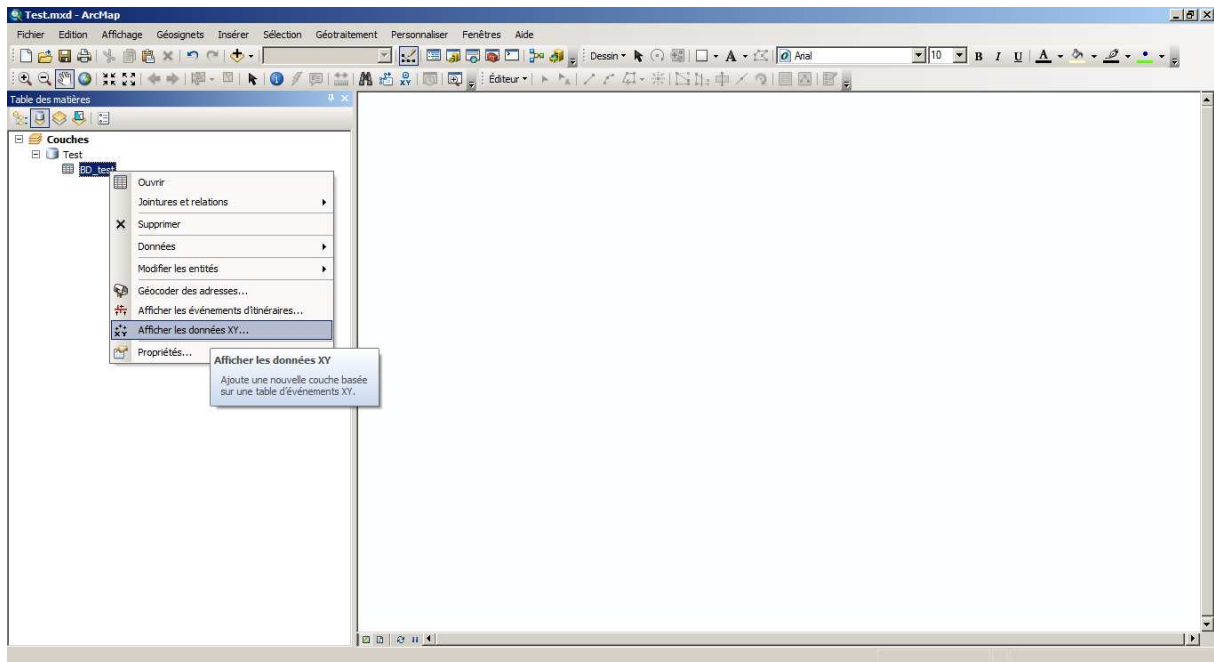 Test.mxd - ArcMap
Fichier Edition Affichage Géosignets Insérer Sélection Géotraitement Personnaliser Fenêtres Aide
Dessin A Arial 10 B I U A
Éditeur
Table des matières
Couches
Test
BD_test
Ouvrir
Jointures et relations
Supprimer
Données
Modifier les entités
Géocoder des adresses...
Afficher les événements d'itinéraires...
Afficher les données XY...
Propriétés...
Afficher les données XY
Ajoute une nouvelle couche basée
sur une table d'événements XY.